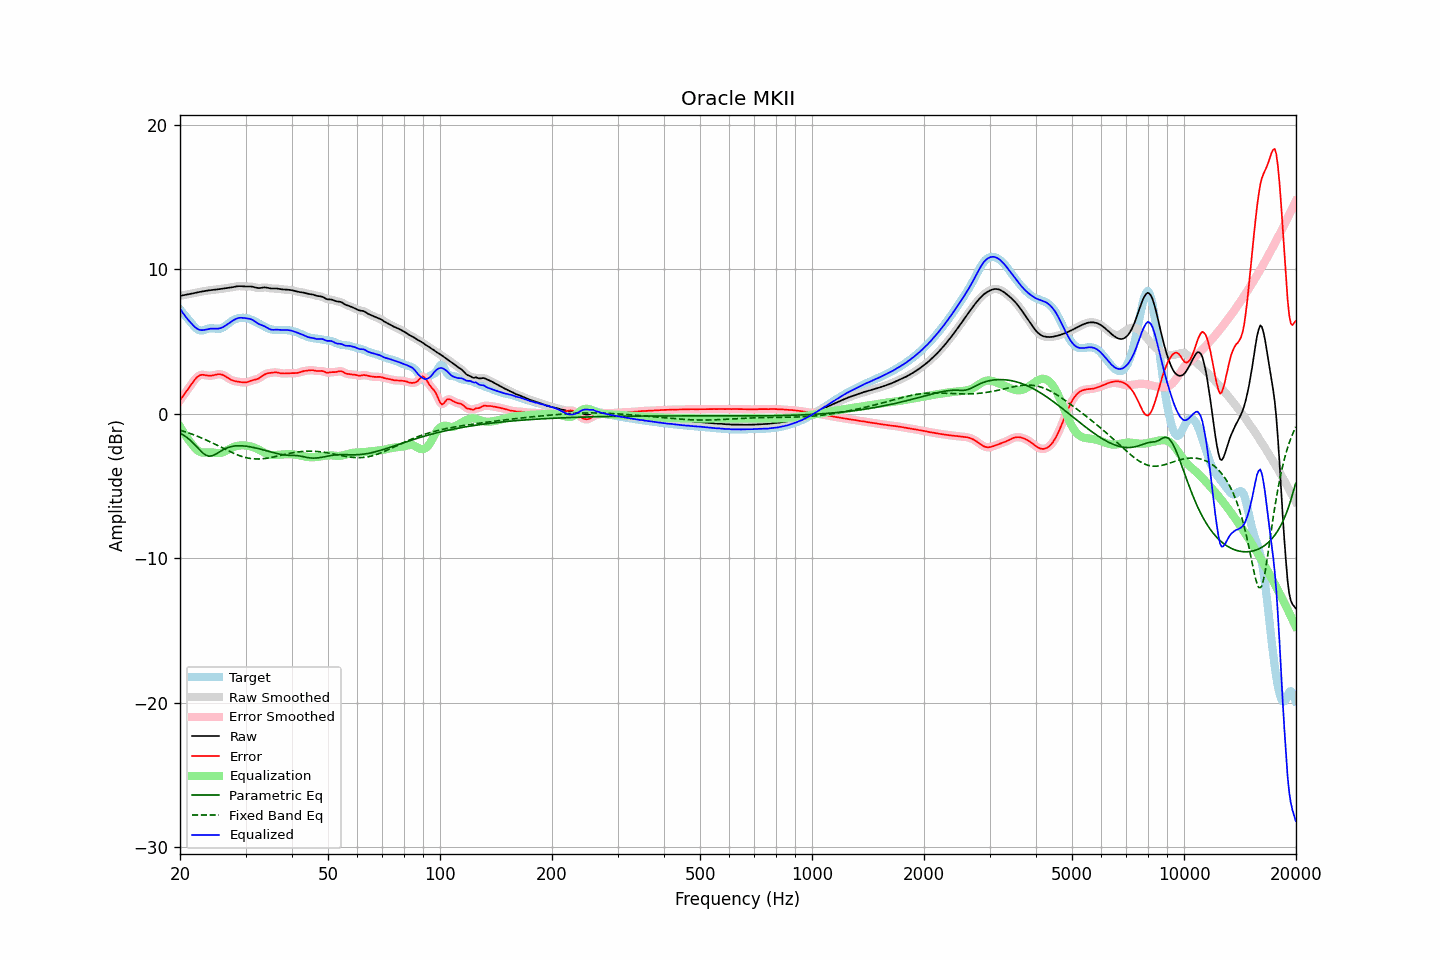 Oracle MKII
Amplitude (dBr)
20
10
0
−10
−20
−30
Target
Raw Smoothed
Error Smoothed
Raw
Error
Equalization
Parametric Eq
Fixed Band Eq
Equalized
20 50 100 200 500 1000 2000 5000 10000 20000
Frequency (Hz)